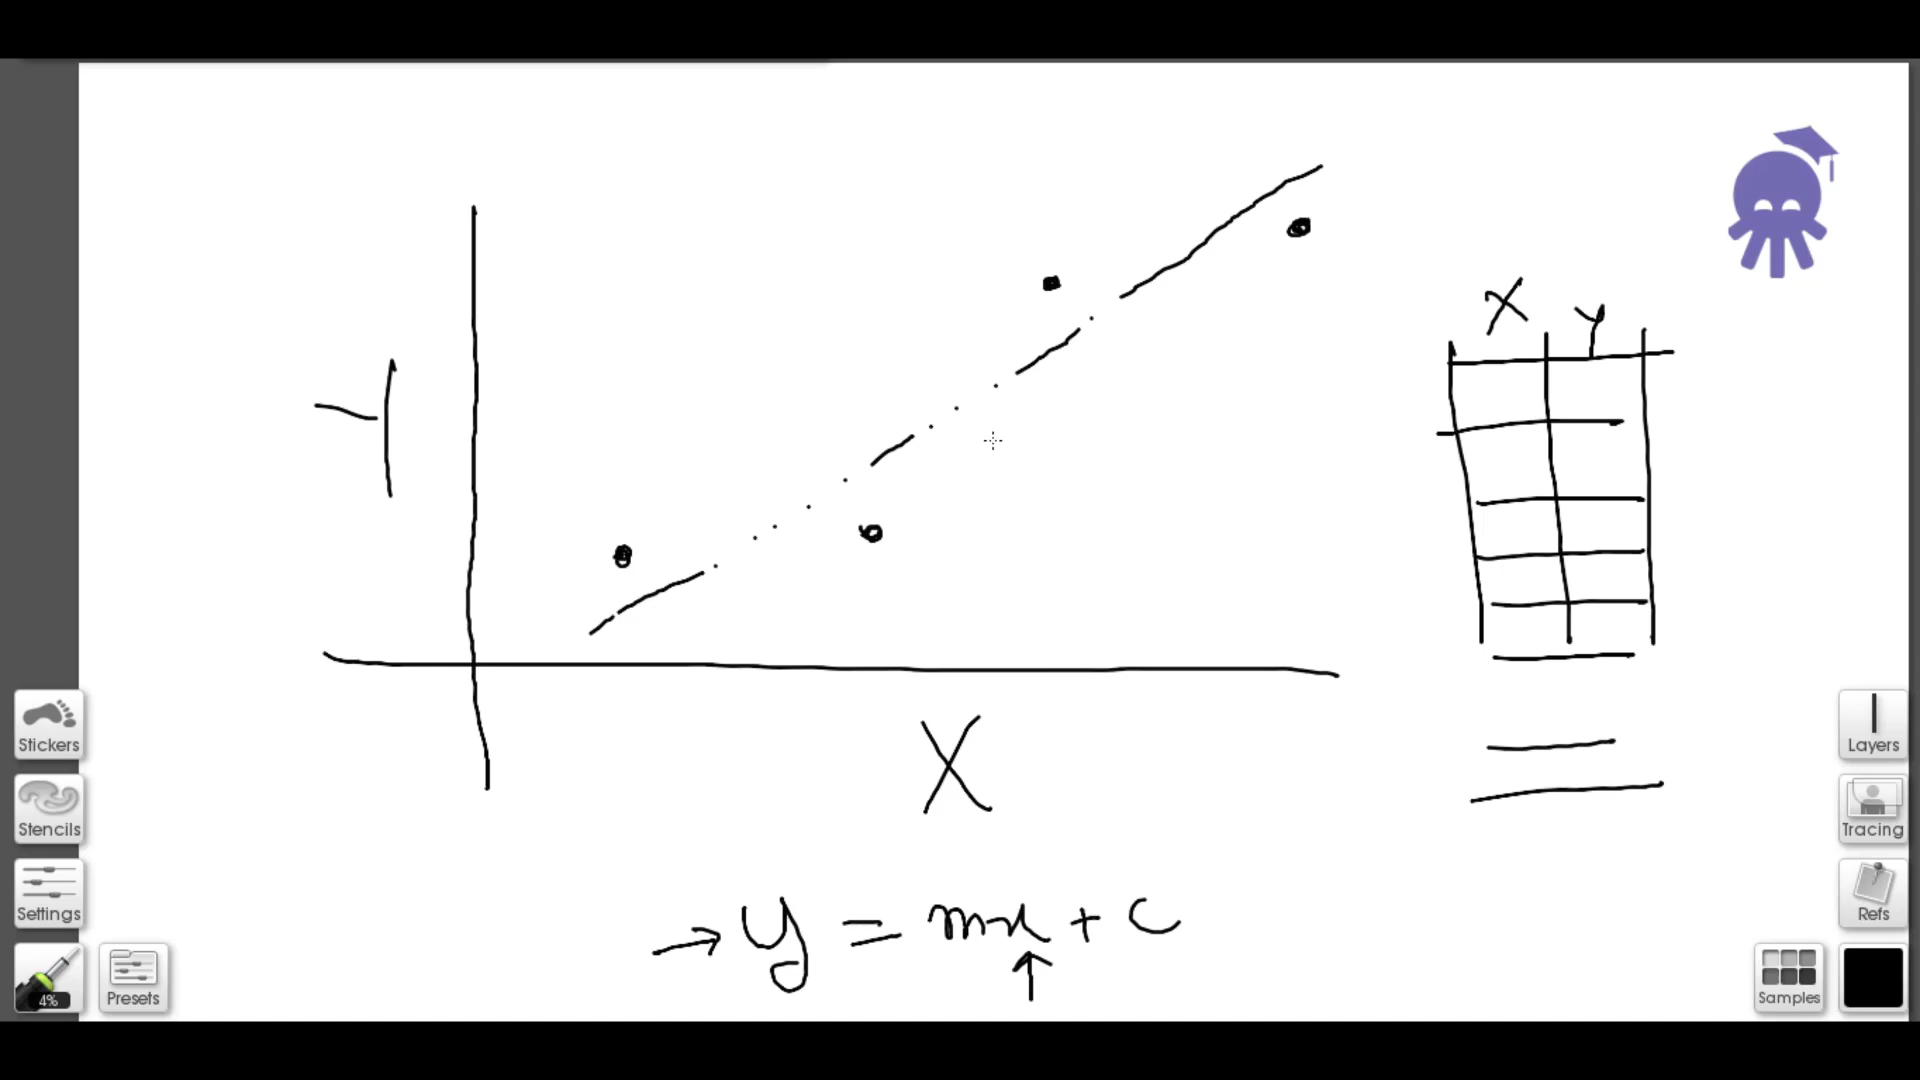 X Y
Y
X
→ y = mx + c
Stickers
Stencils
Settings
4%
Presets
Layers
Tracing
Refs
Samples